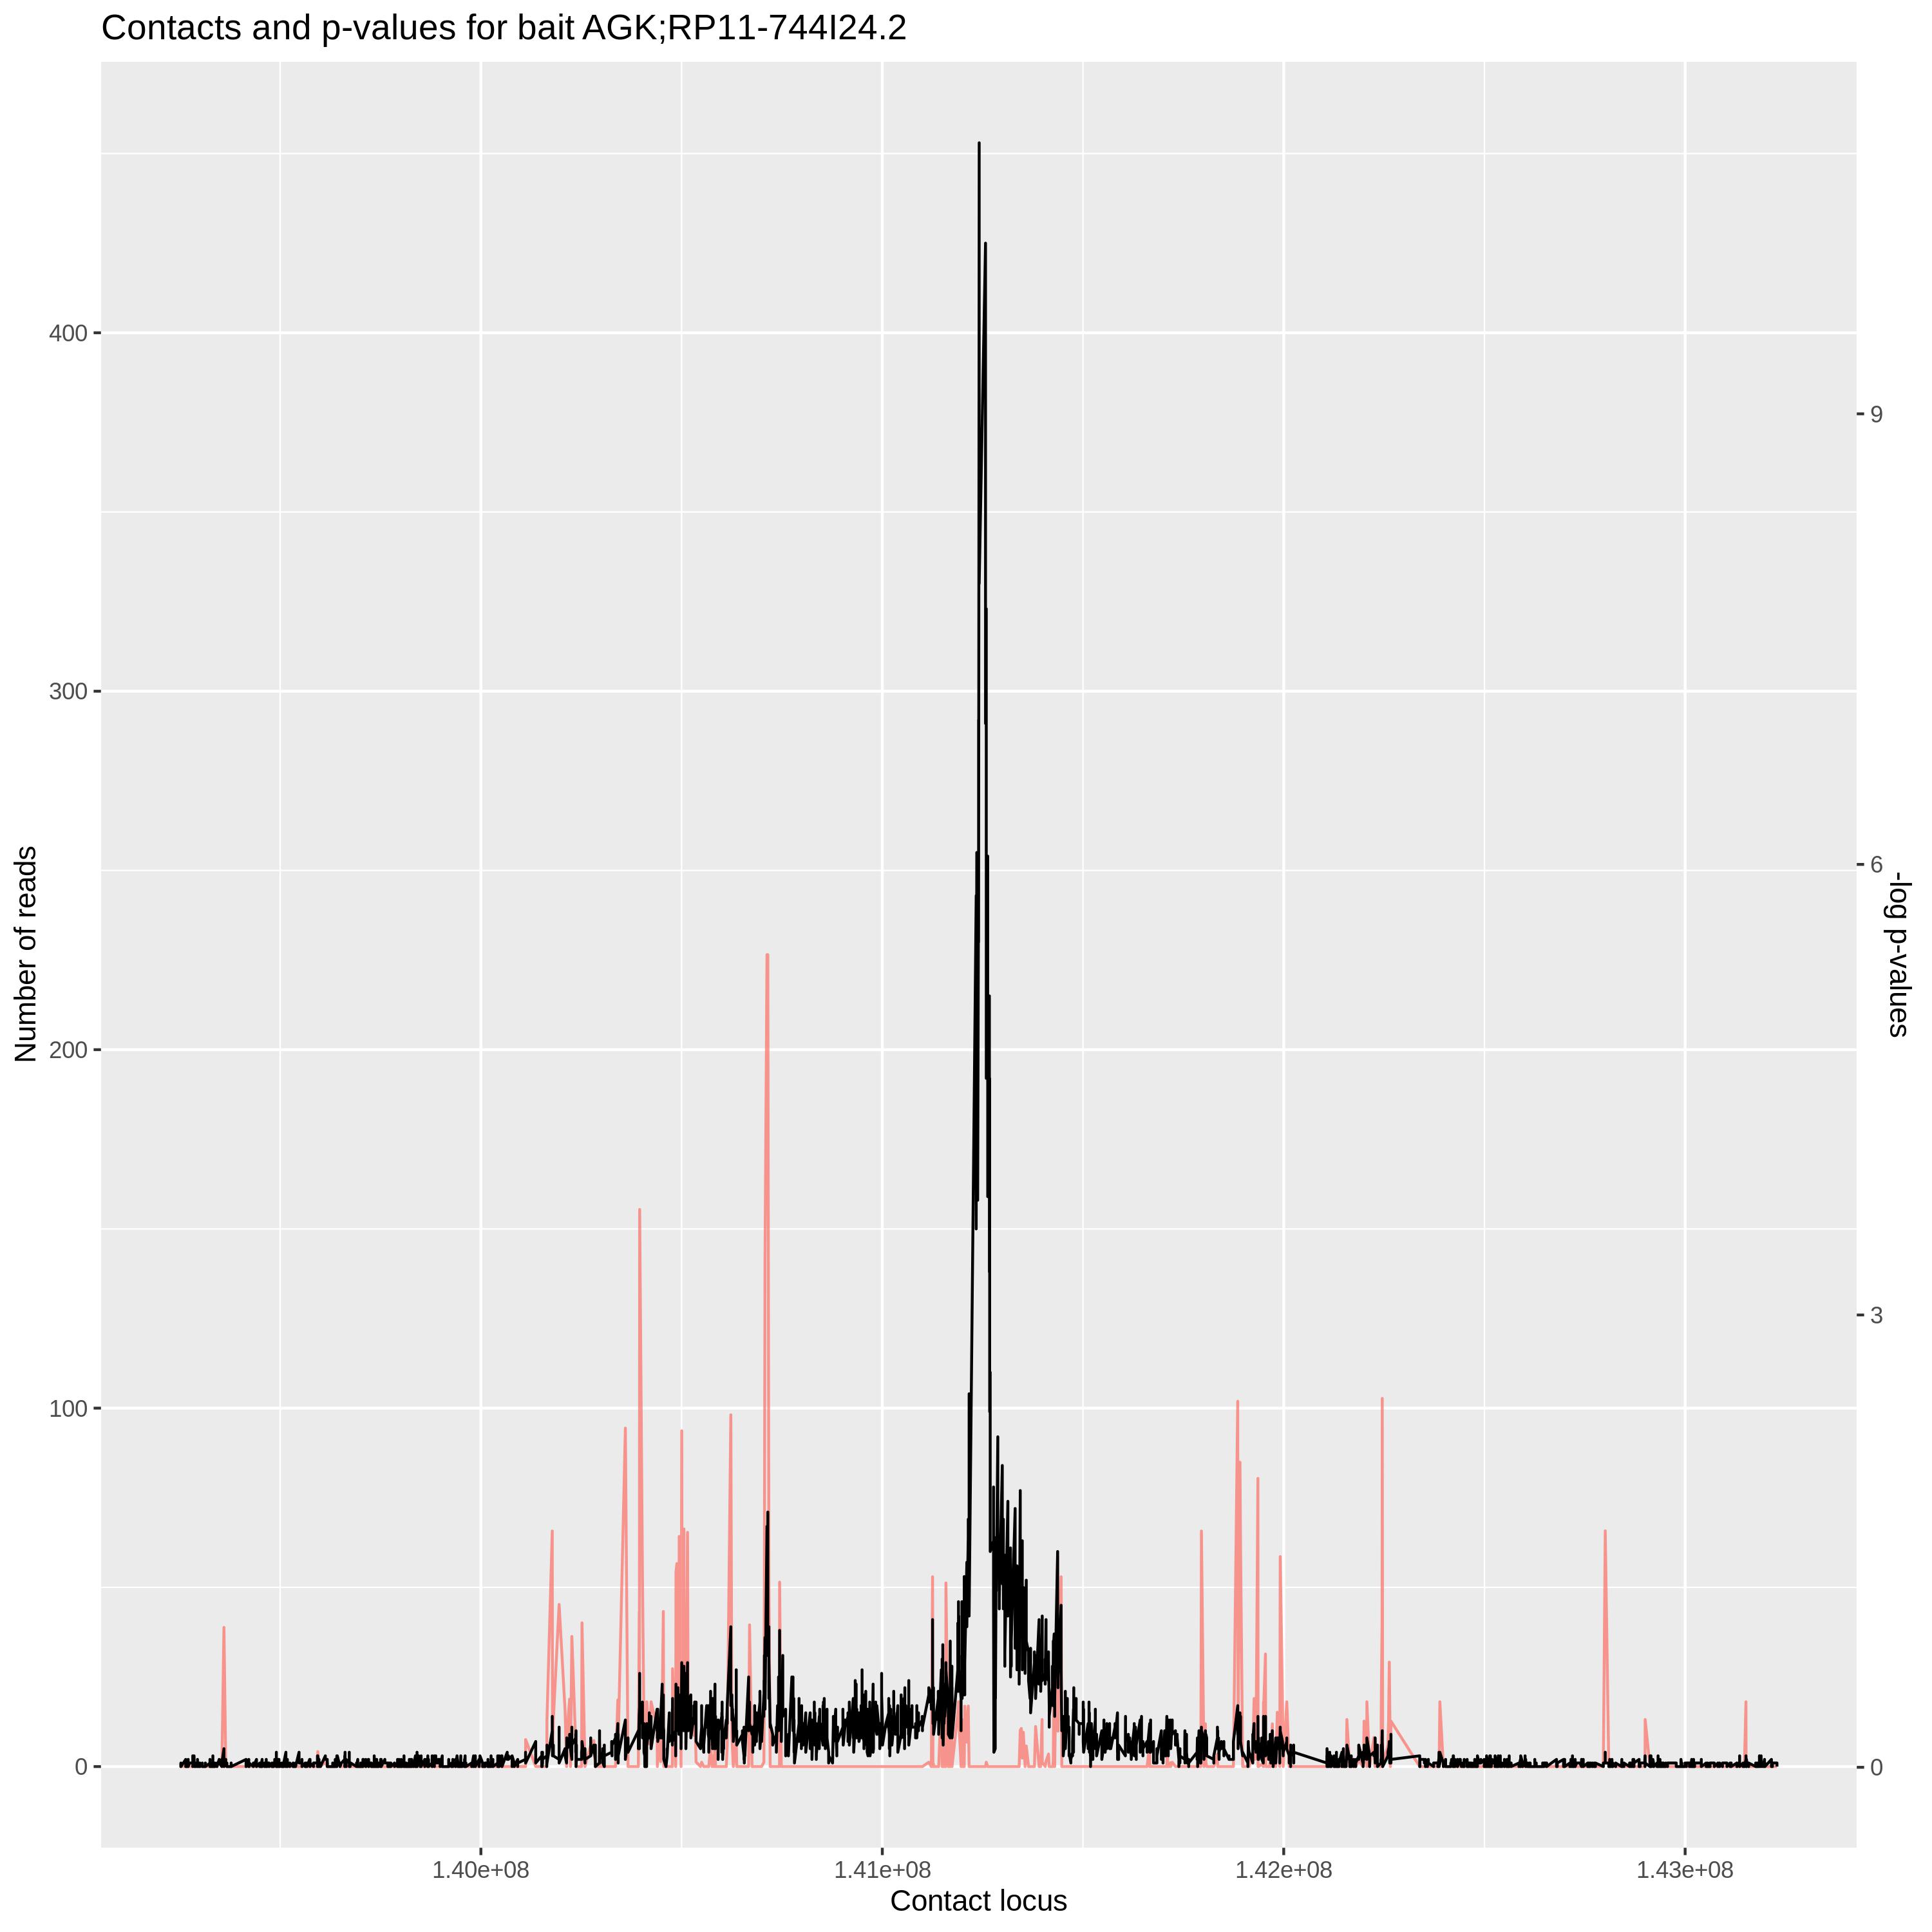 Contacts and p-values for bait AGK;RP11-744I24.2
Number of reads
400
300
200
100
0
9
6
3
0
-log p-values
1.40e+08
1.41e+08
1.42e+08
1.43e+08
Contact locus